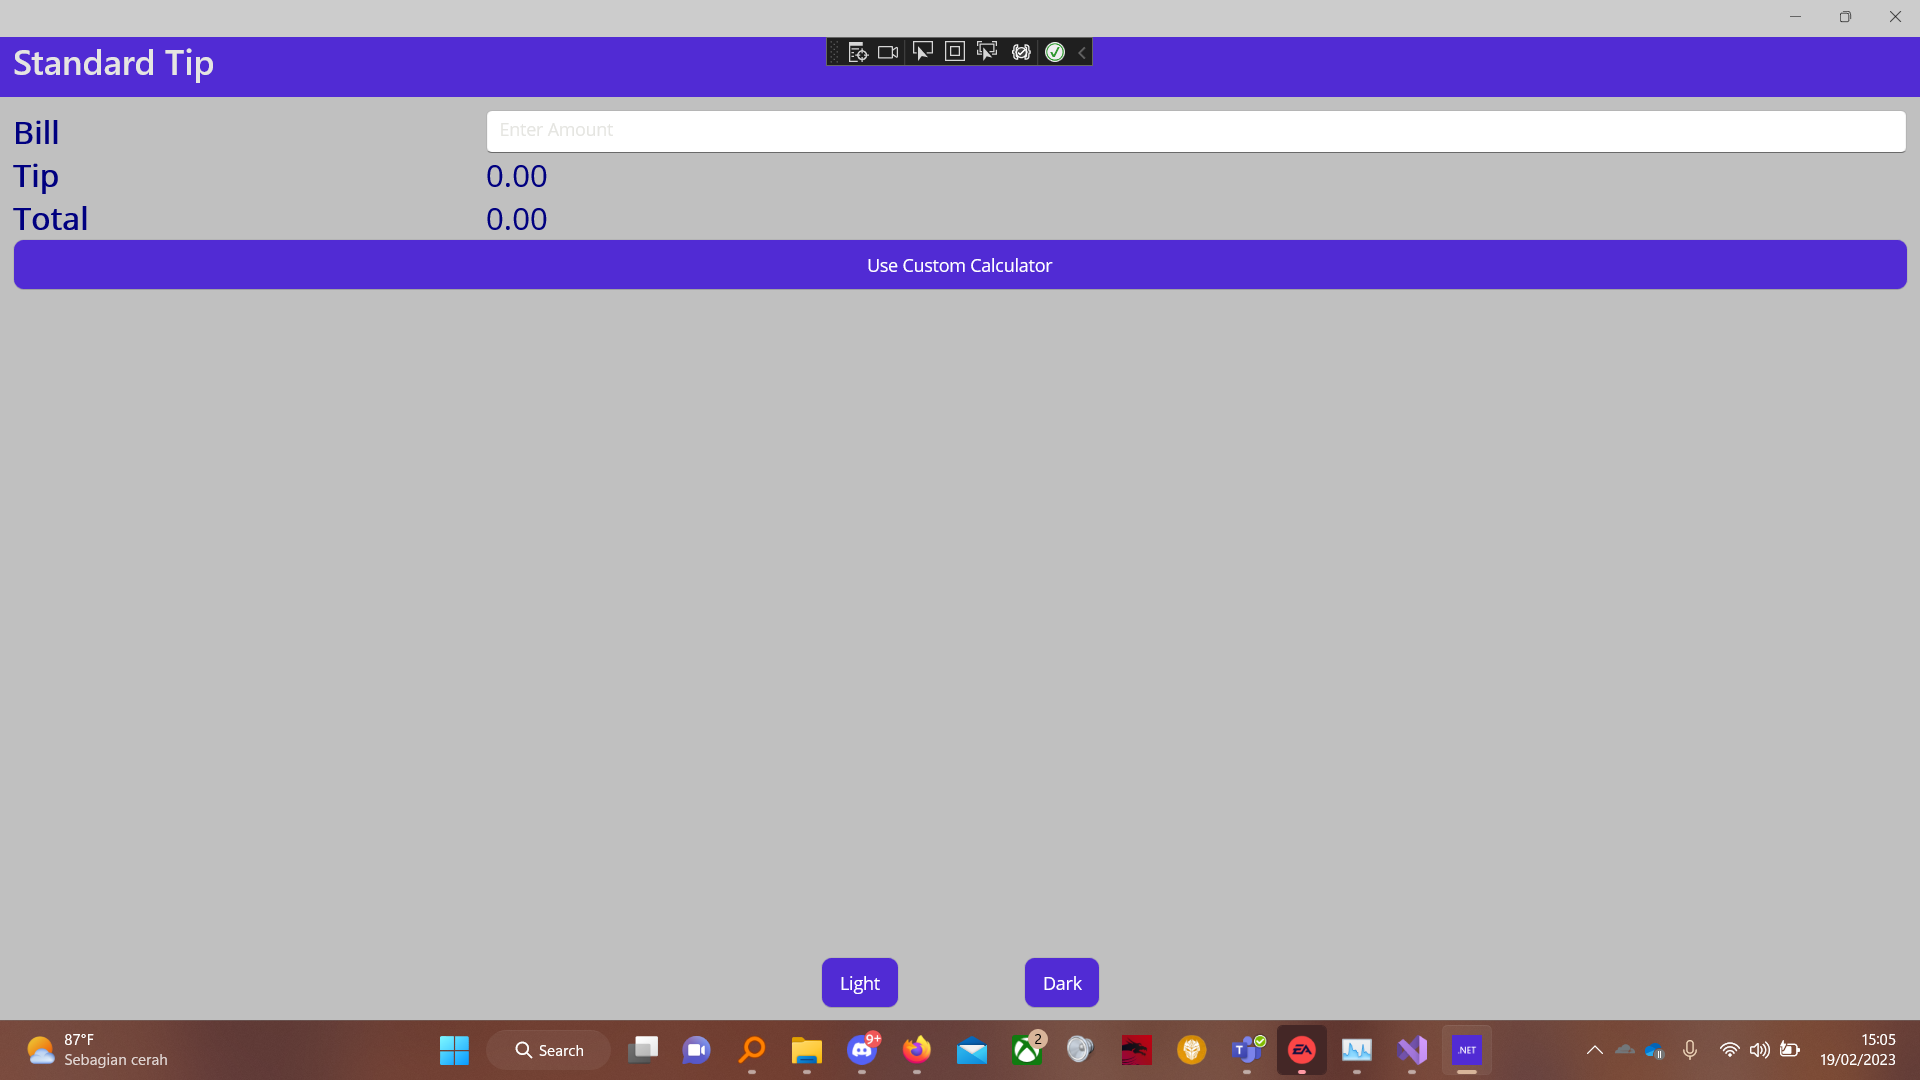 Standard Tip
Bill
Enter Amount
Tip
0.00
Total
0.00
Use Custom Calculator
Light
Dark
87°F
Sebagian cerah
Search
9+
2
T
EA
.NET
15:05
19/02/2023